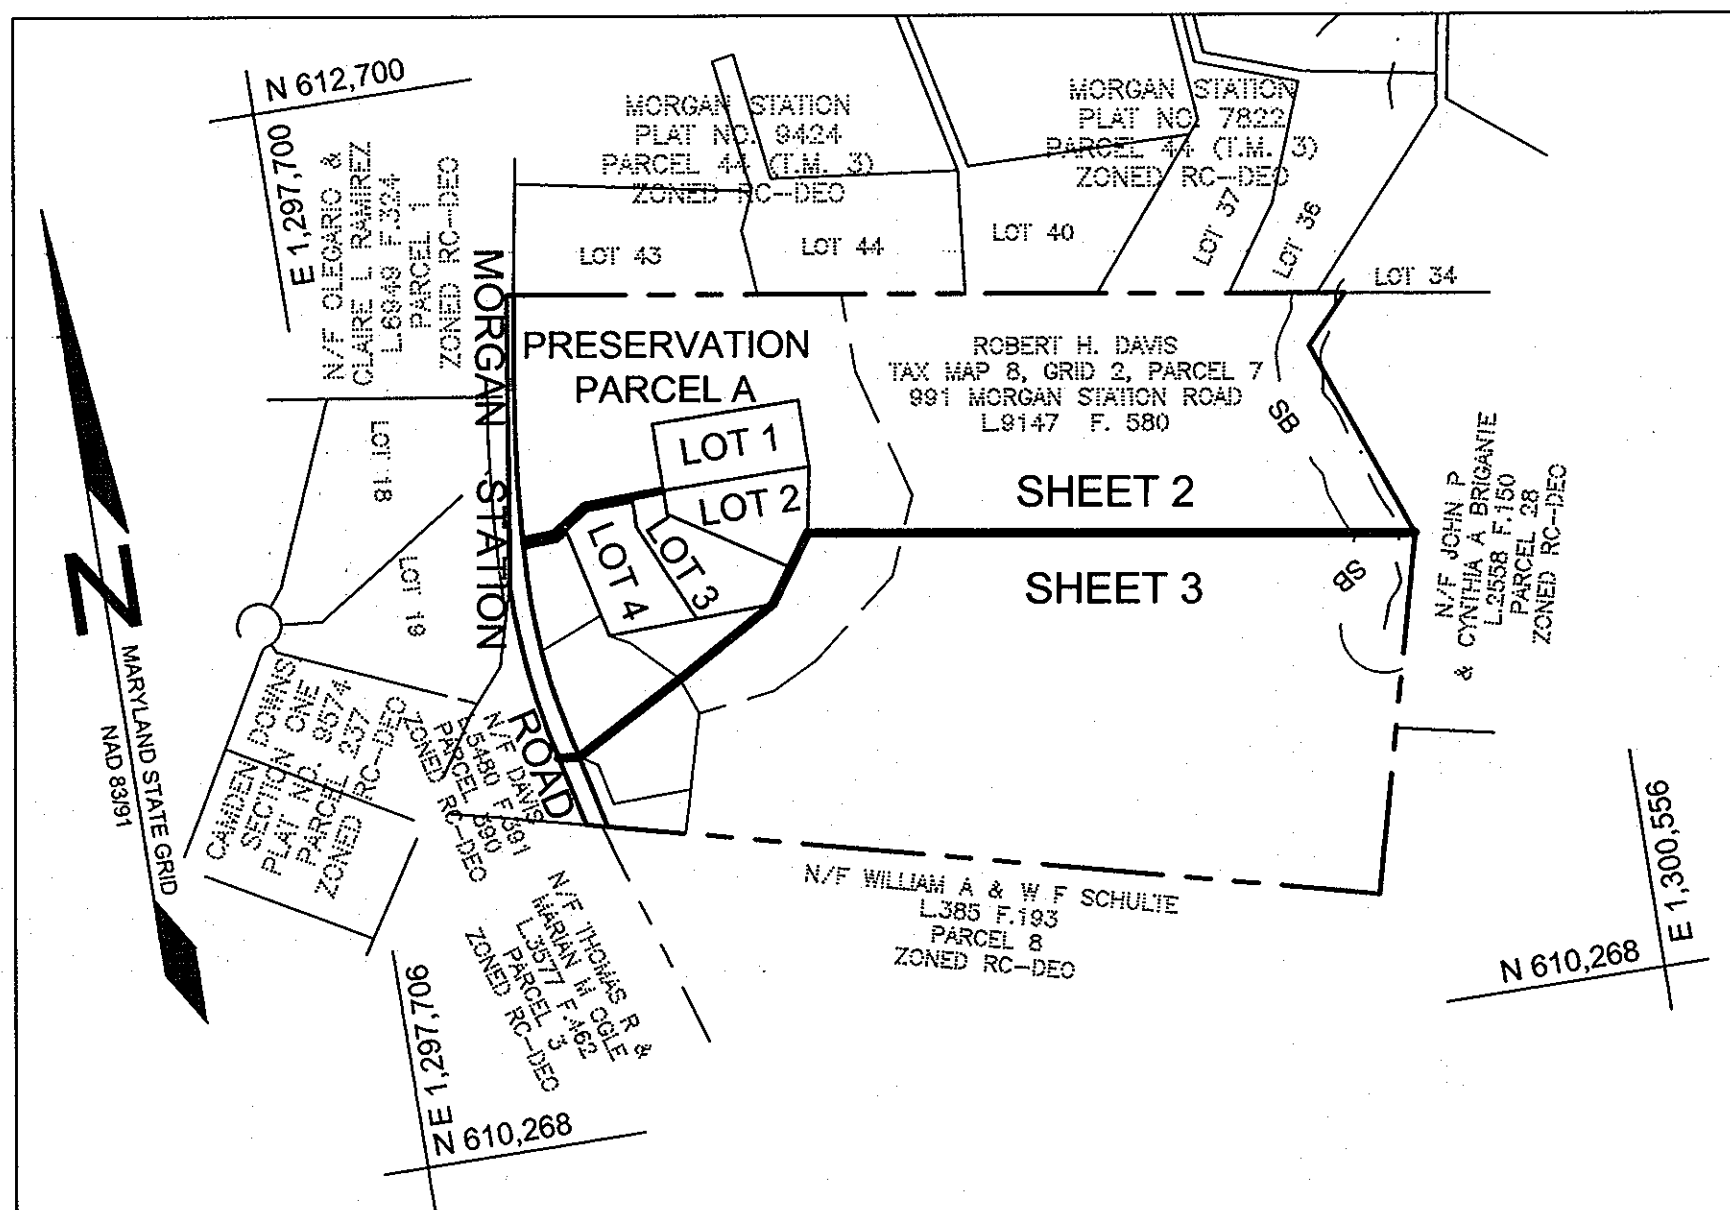 N 612,700
E 1,297,700
N/F OLEGARIO &
CLAIRE L RAMIREZ
L.6949 F.324
PARCEL 1
ZONED RC-DEO
MORGAN STATION
PLAT NO. 9424
PARCEL 44 (T.M. 3)
ZONED RC-DEO
MORGAN STATION
PLAT NO. 7822
PARCEL 44 (T.M. 3)
ZONED RC-DEO
LOT 43
LOT 44
LOT 40
LOT 37
LOT 36
LOT 34
MORGAN STATION
ROAD
PRESERVATION
PARCEL A
ROBERT H. DAVIS
TAX MAP 8, GRID 2, PARCEL 7
991 MORGAN STATION ROAD
L.9147 F. 580
LOT 1
LOT 2
LOT 3
LOT 4
SHEET 2
SHEET 3
SB
SB
LOT 18
LOT 19
N/F JOHN P
& CYNTHIA A BRIGANTE
L.2558 F.150
PARCEL 28
ZONED RC-DEO
N
MARYLAND STATE GRID
NAD 83/91
CAMDEN DOWNS
SECTION ONE
PLAT NO. 9574
PARCEL 237
ZONED RC-DEO
N/F DAVIS
L.5480 F.391
PARCEL 390
ZONED RC-DEO
N/F THOMAS R &
MARIAN M OGLE
L.3577 F.462
PARCEL 3
ZONED RC-DEO
N/F WILLIAM A & W F SCHULTE
L.385 F.193
PARCEL 8
ZONED RC-DEO
Z E 1,297,706
N 610,268
N 610,268
E 1,300,556